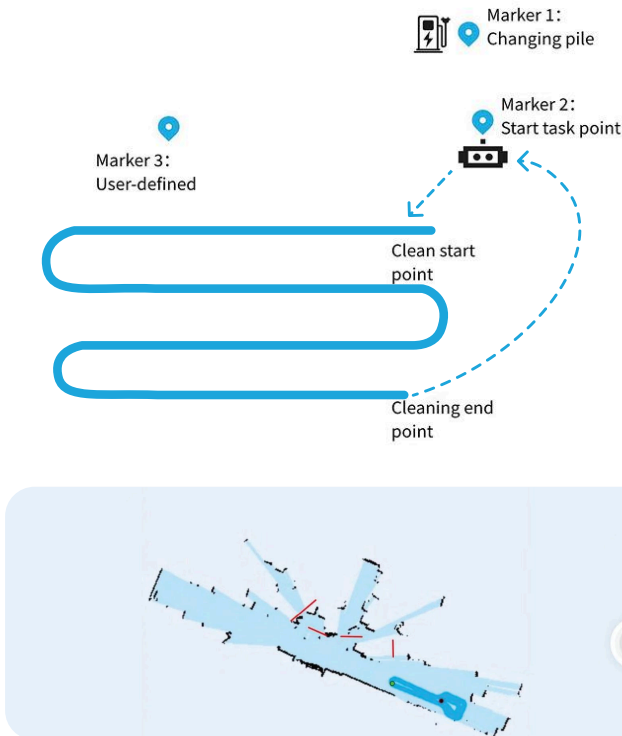 Marker 1：
Changing pile
Marker 2：
Start task point
Marker 3：
User-defined
Clean start
point
Cleaning end
point